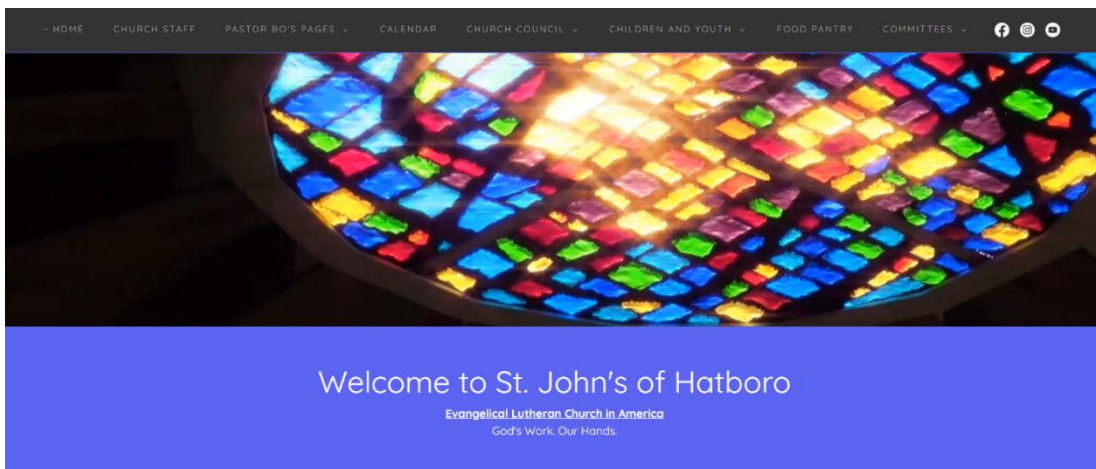 – HOME CHURCH STAFF PASTOR BO'S PAGES CALENDAR CHURCH COUNCIL CHILDREN AND YOUTH FOOD PANTRY COMMITTEES
Welcome to St. John's of Hatboro
Evangelical Lutheran Church in America
God's Work. Our Hands.